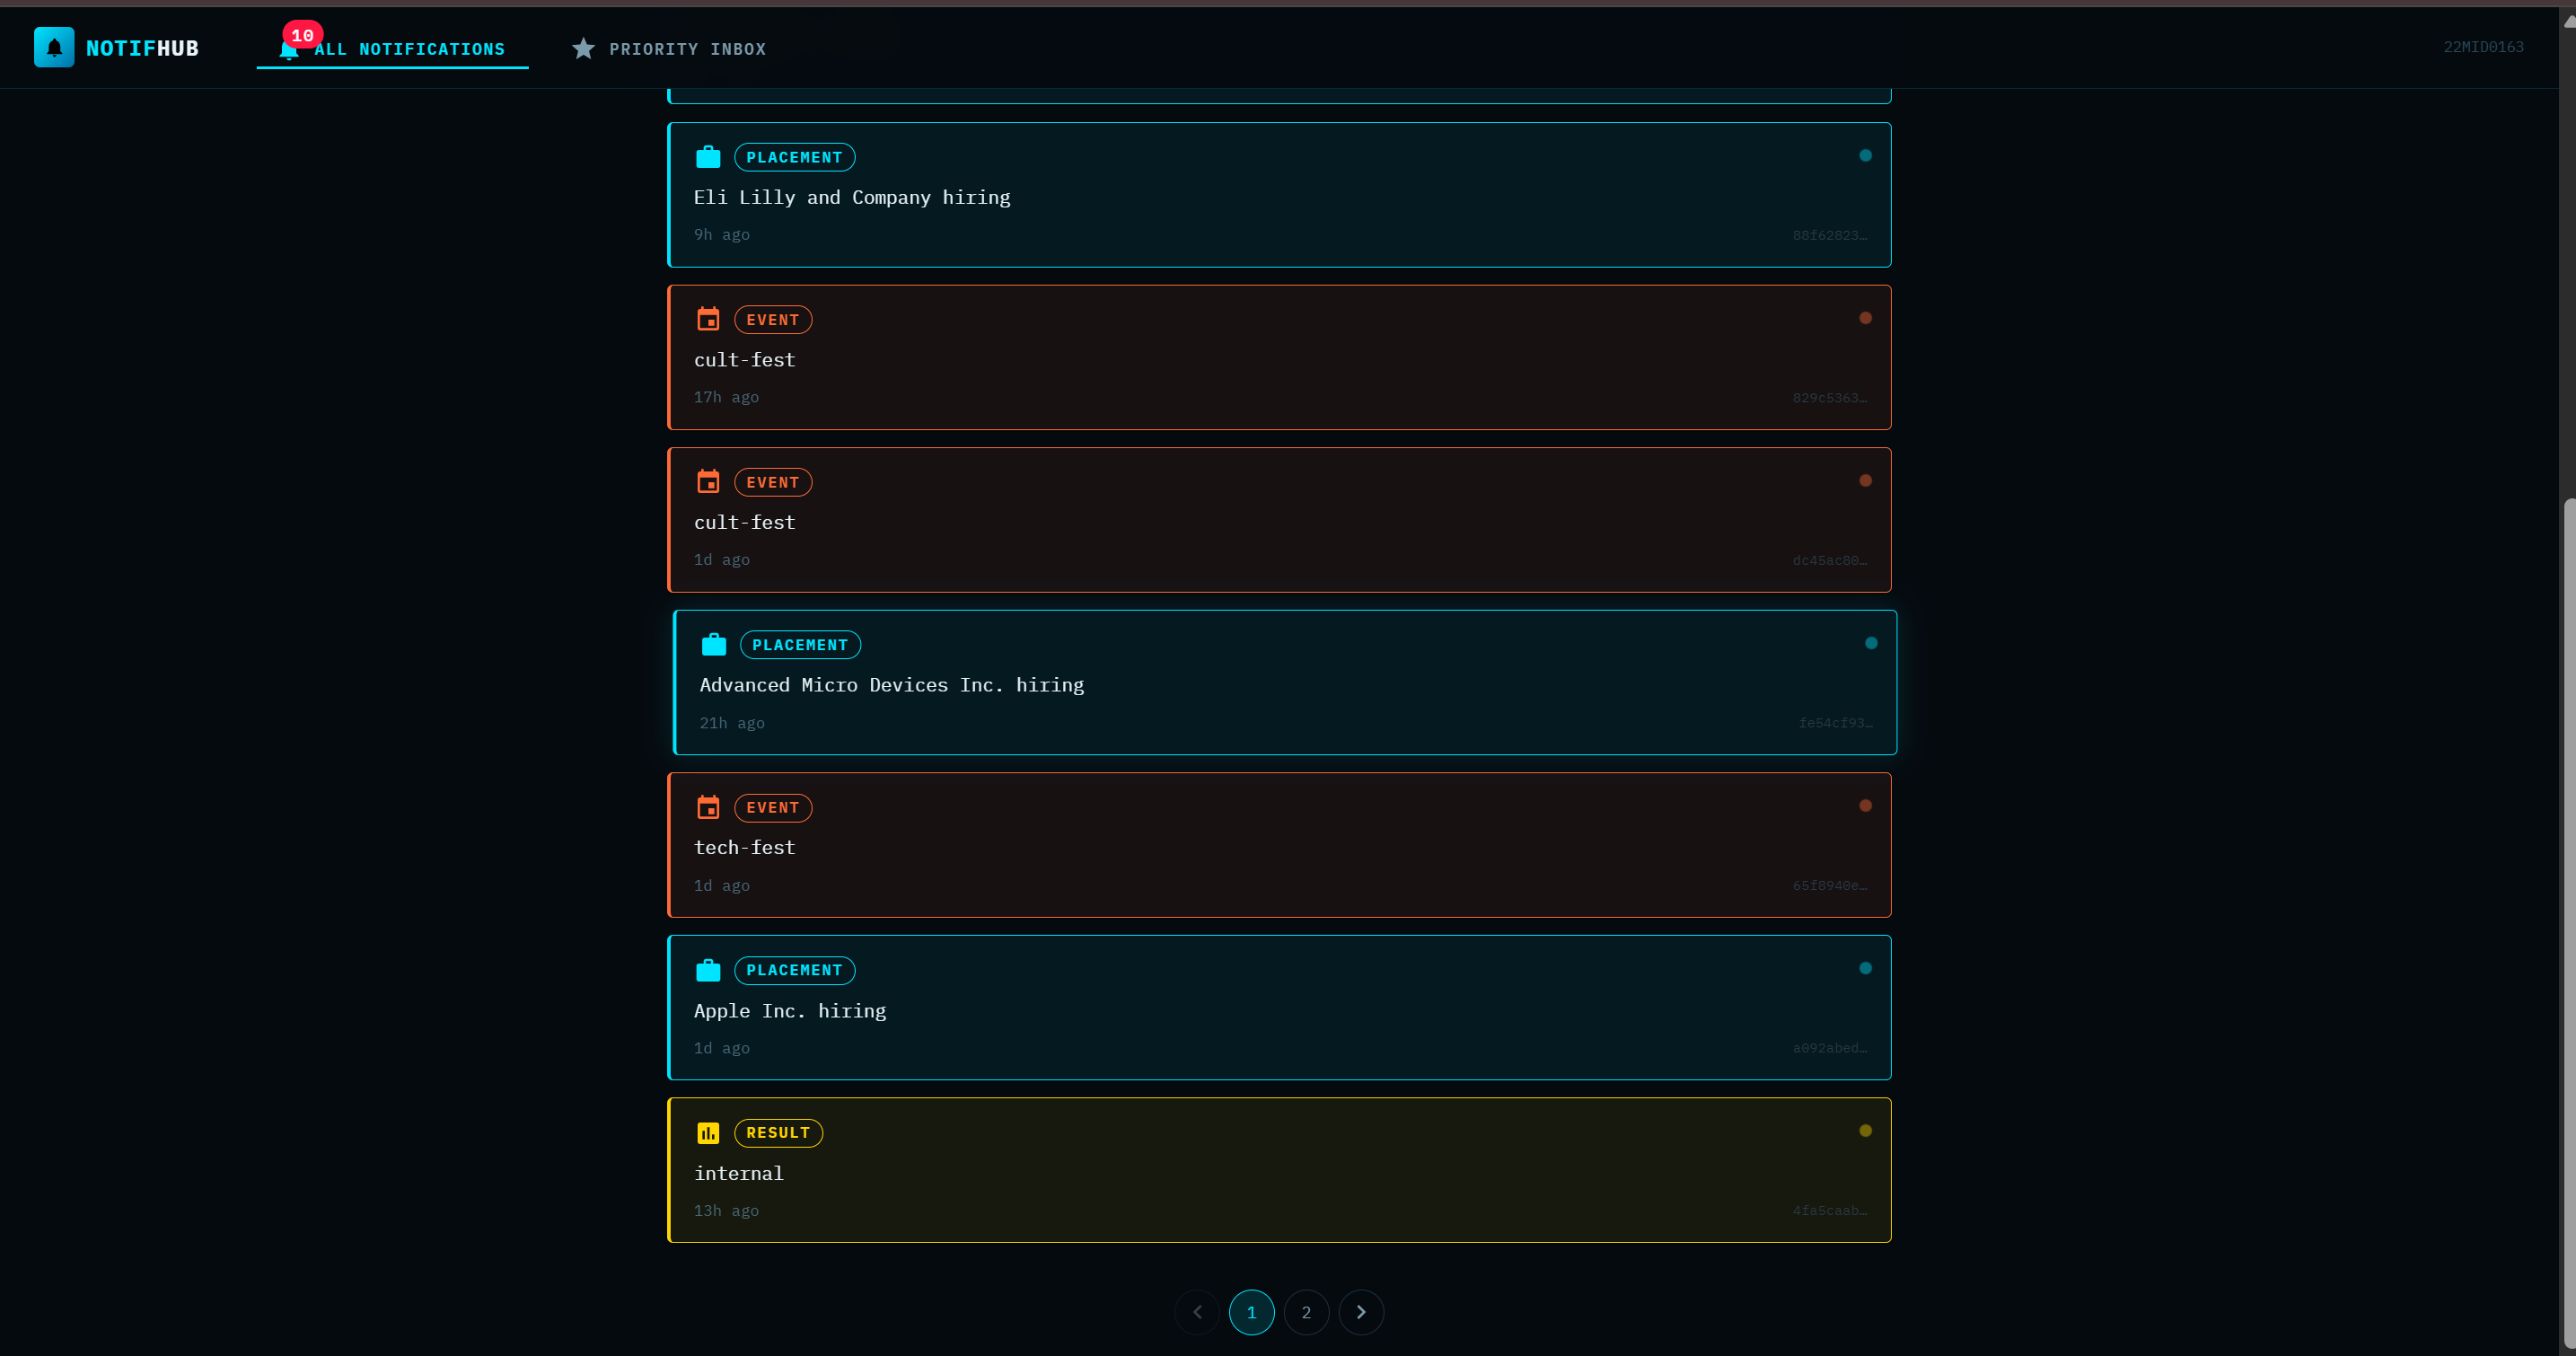 NOTIFHUB
10
ALL NOTIFICATIONS
PRIORITY INBOX
22MID0163
PLACEMENT
Eli Lilly and Company hiring
9h ago
88f62823…
EVENT
cult-fest
17h ago
829c5363…
EVENT
cult-fest
1d ago
dc45ac80…
PLACEMENT
Advanced Micro Devices Inc. hiring
21h ago
fe54cf93…
EVENT
tech-fest
1d ago
65f8940e…
PLACEMENT
Apple Inc. hiring
1d ago
a092abed…
RESULT
internal
13h ago
4fa5caab…
1
2